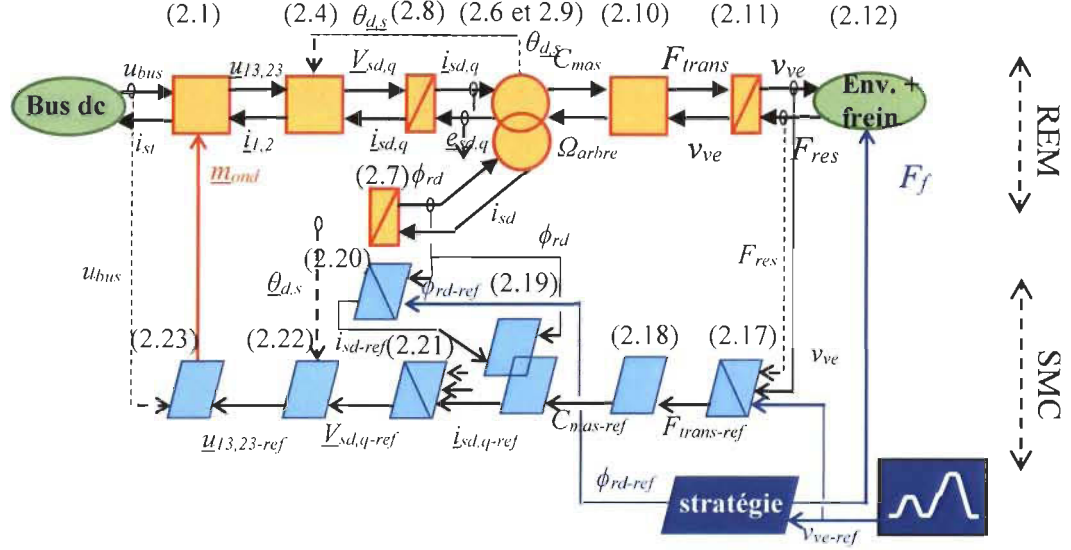 (2.1) (2.4) (2.8) (2.6 et 2.9) (2.10) (2.11) (2.12)
θd,s
θd,s
ubus u13,23 Vsd,q isd,q Cmas Ftrans vve
Bus dc
Env. + frein
ist i1,2 isd,q esd,q Ωarbre vve Fres
REM
mond
(2.7) ϕrd
isd
Ff
ϕrd
Fres
ubus
θd,s
(2.20)
ϕrd-ref (2.19)
(2.23) (2.22) isd-ref (2.21) (2.18) (2.17)
vve
SMC
u13,23-ref Vsd,q-ref isd,q-ref Cmas-ref Ftrans-ref
ϕrd-ref
stratégie
vve-ref